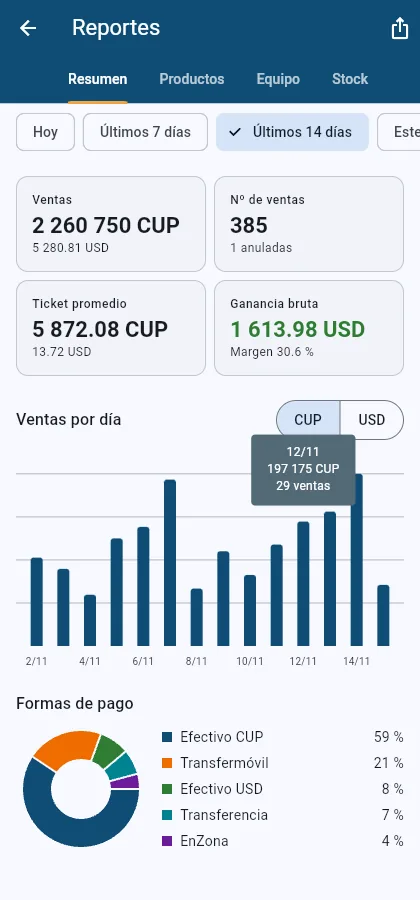 Reportes
Resumen Productos Equipo Stock
Hoy Últimos 7 días Últimos 14 días Este
Ventas
2 260 750 CUP
5 280.81 USD
Nº de ventas
385
1 anuladas
Ticket promedio
5 872.08 CUP
13.72 USD
Ganancia bruta
1 613.98 USD
Margen 30.6 %
Ventas por día
CUP USD
12/11
197 175 CUP
29 ventas
2/11 4/11 6/11 8/11 10/11 12/11 14/11
Formas de pago
Efectivo CUP 59 %
Transfermóvil 21 %
Efectivo USD 8 %
Transferencia 7 %
EnZona 4 %